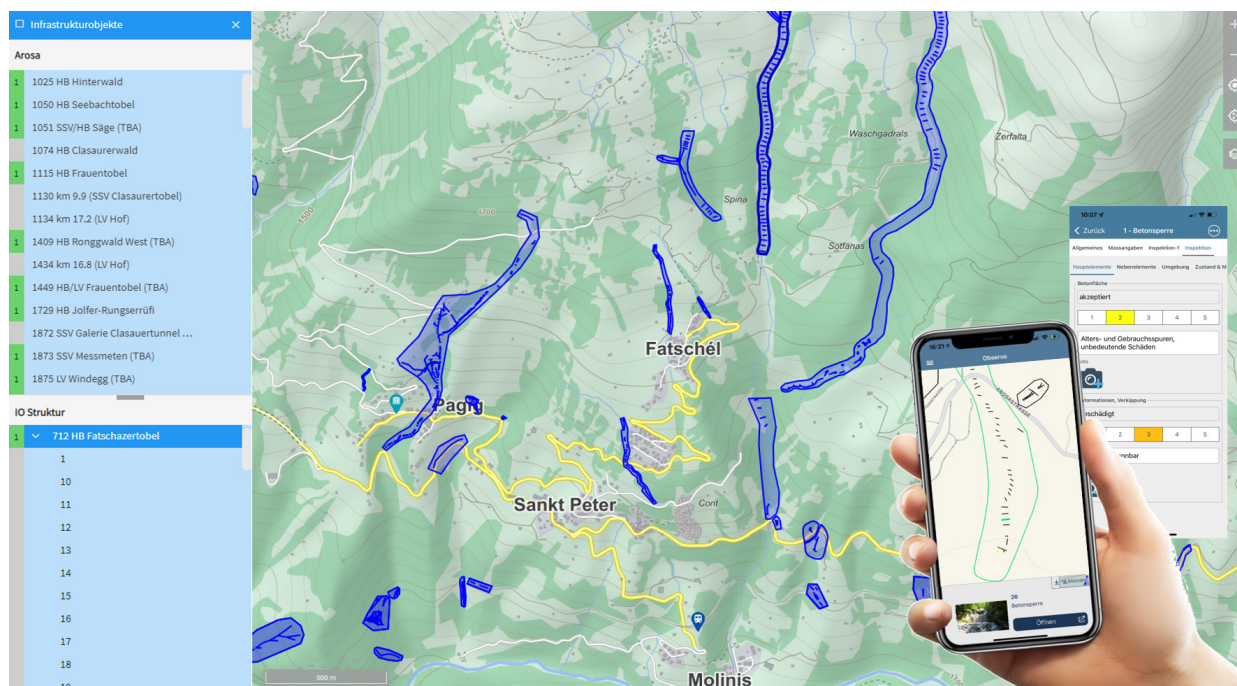 Infrastrukturobjekte
Arosa
1 1025 HB Hinterwald
1 1050 HB Seebachtobel
1 1051 SSV/HB Säge (TBA)
1074 HB Clasaurerwald
1 1115 HB Frauentobel
1130 km 9.9 (SSV Clasaurertobel)
1134 km 17.2 (LV Hof)
1 1409 HB Ronggwald West (TBA)
1434 km 16.8 (LV Hof)
1 1449 HB/LV Frauentobel (TBA)
1 1729 HB Jolfer-Rungserrüfi
1872 SSV Galerie Clasauertunnel ...
1 1873 SSV Messmeten (TBA)
1 1875 LV Windegg (TBA)
IO Struktur
1 712 HB Fatschazertobel
1
10
11
12
13
14
15
16
17
18
Waschgadrals
Zerfalta
Spina
1500
1700
Sotfanas
Fatschél
Pagig
Sankt Peter
Cont
Molinis
500 m
10:07
Zurück 1 - Betonsperre
Allgemeines Massangaben Inspektion-1 Inspektion
Hauptelemente Nebenelemente Umgebung Zustand & M
Betonfläche
akzeptiert
1 2 3 4 5
Alters- und Gebrauchsspuren,
unbedeutende Schäden
formationen, Verkippung
2 3 4 5
16:21
Observo
AROSASTRASSE
26
Betonsperre
Öffnen